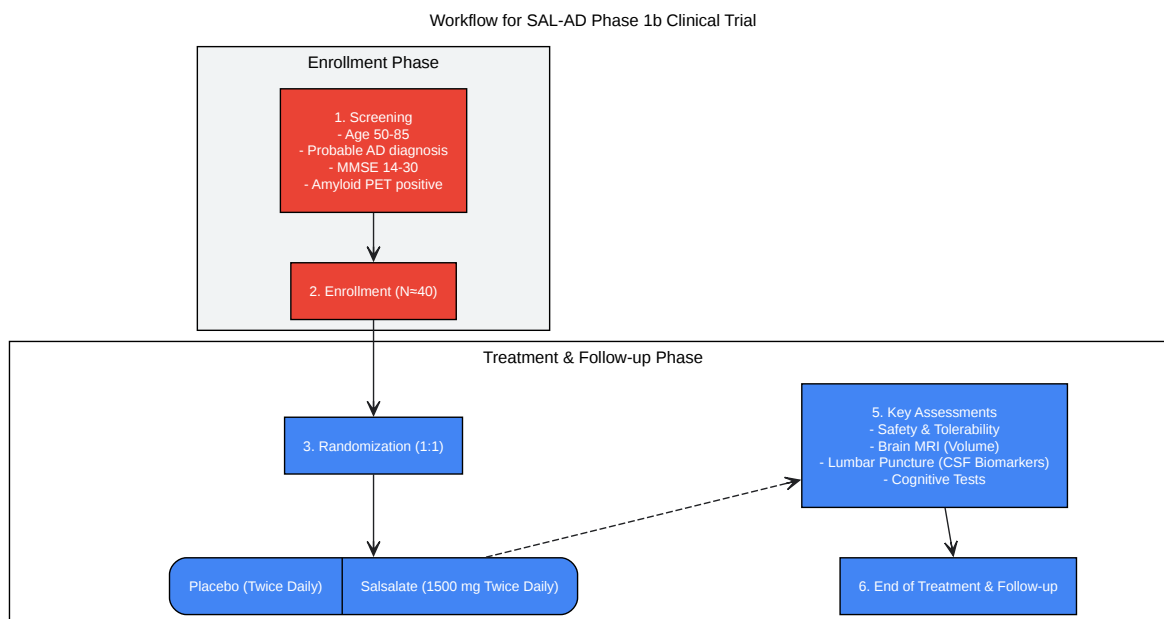 Workflow for SAL-AD Phase 1b Clinical Trial
Enrollment Phase
1. Screening
- Age 50-85
- Probable AD diagnosis
- MMSE 14-30
- Amyloid PET positive
2. Enrollment (N≈40)
Treatment & Follow-up Phase
3. Randomization (1:1)
Placebo (Twice Daily)
Salsalate (1500 mg Twice Daily)
5. Key Assessments
- Safety & Tolerability
- Brain MRI (Volume)
- Lumbar Puncture (CSF Biomarkers)
- Cognitive Tests
6. End of Treatment & Follow-up